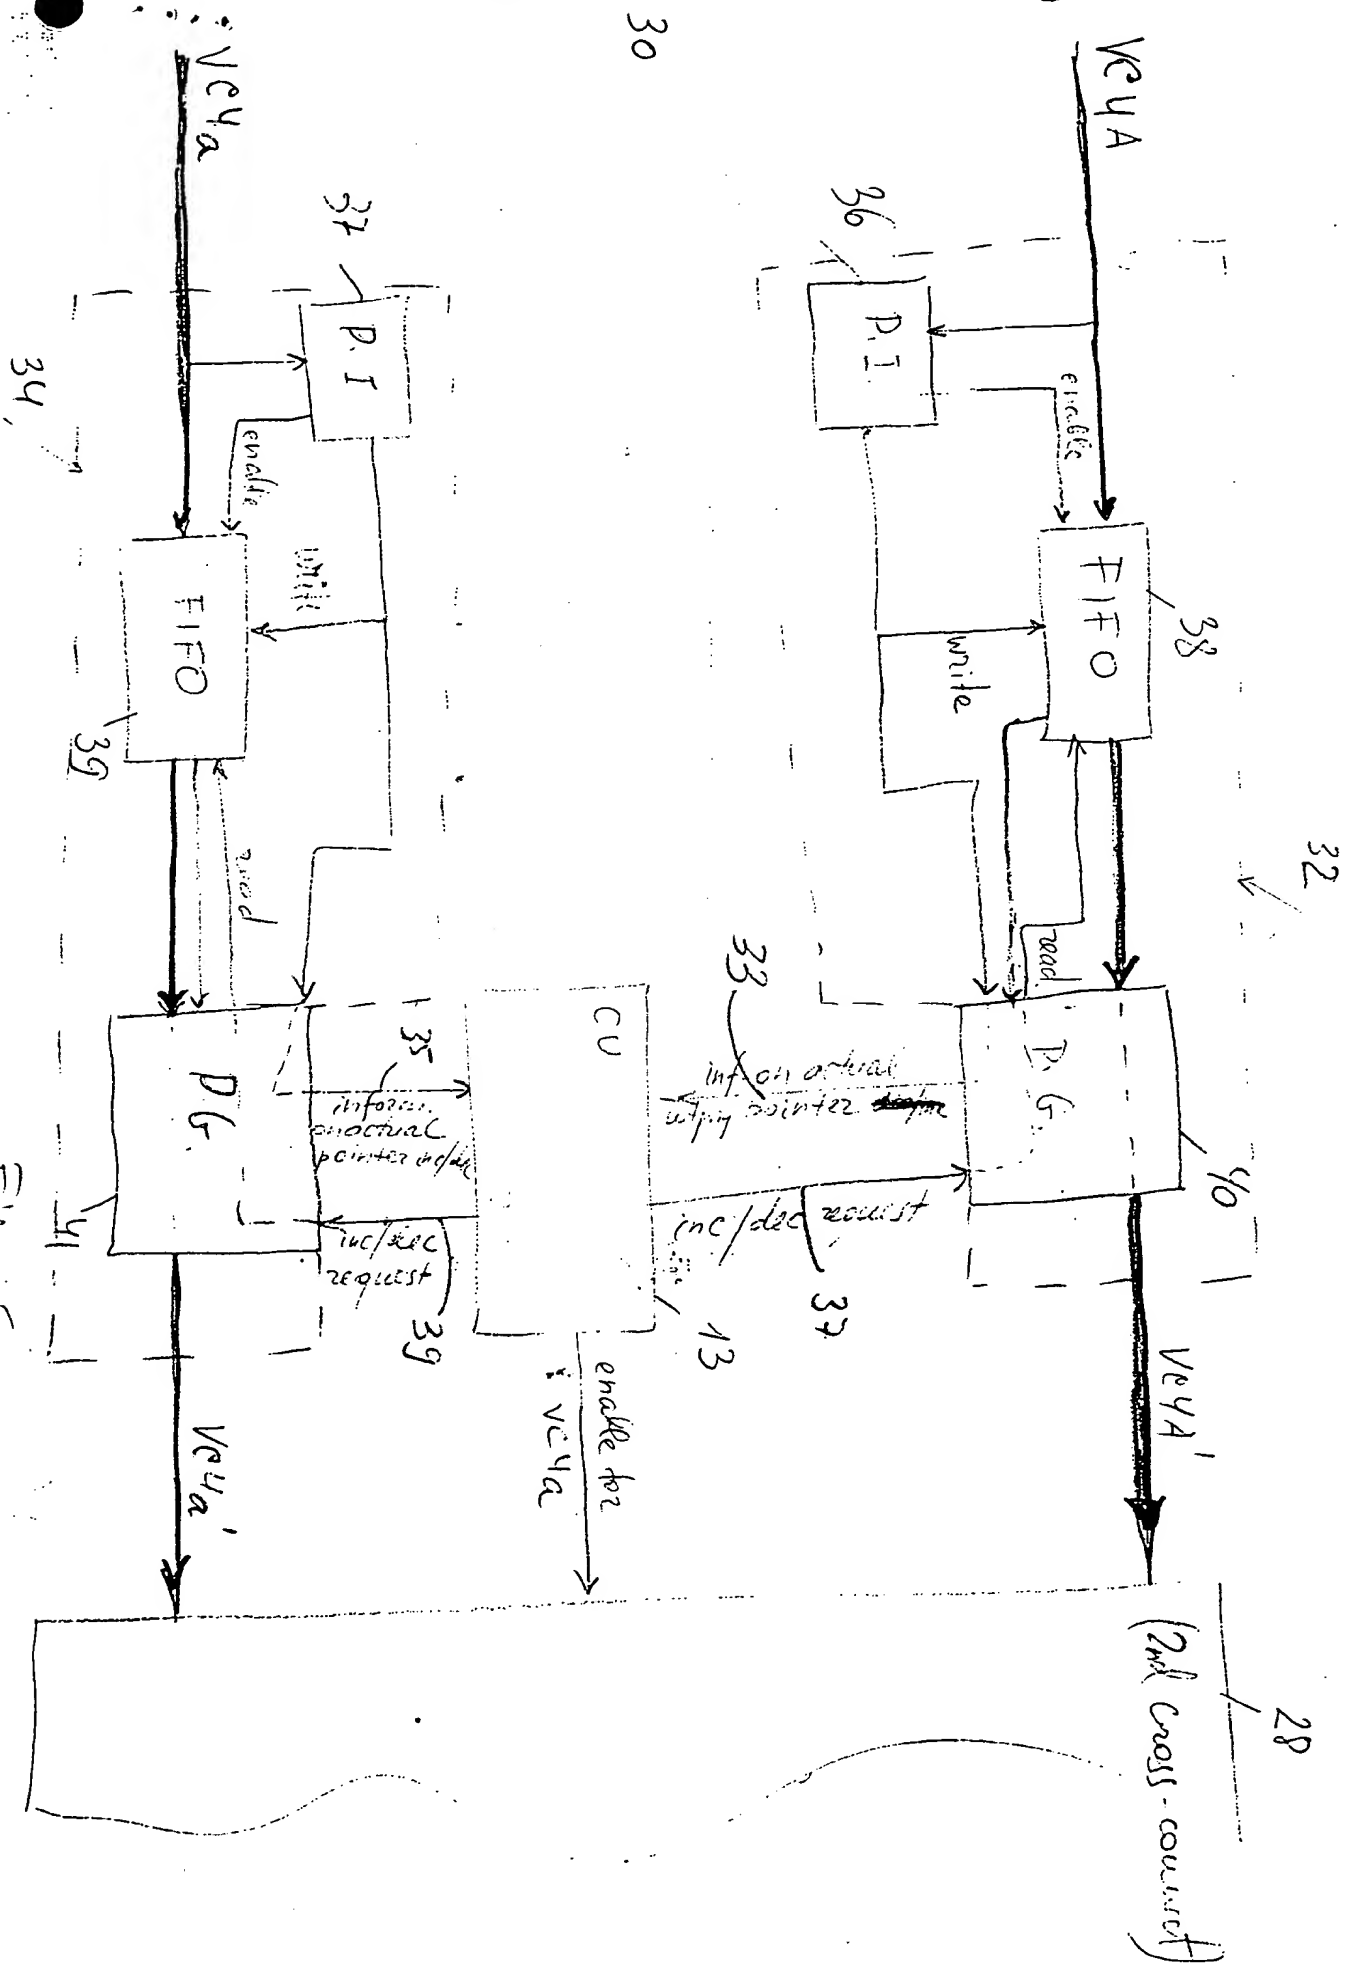 30
VC4A
36
P.I.
enable
FIFO
38
write
32
read
P.G.
40
33
inf. on actual
pointer
inc/dec request
37
VC4A'
28
(2nd cross-connect)
CU
13
enable for
VC4a
VC4a
37
P.I
enable
34
write
FIFO
39
read
P.G.
41
35
inform.
on actual
pointer inc/dec
inc/dec
request
39
VC4a'